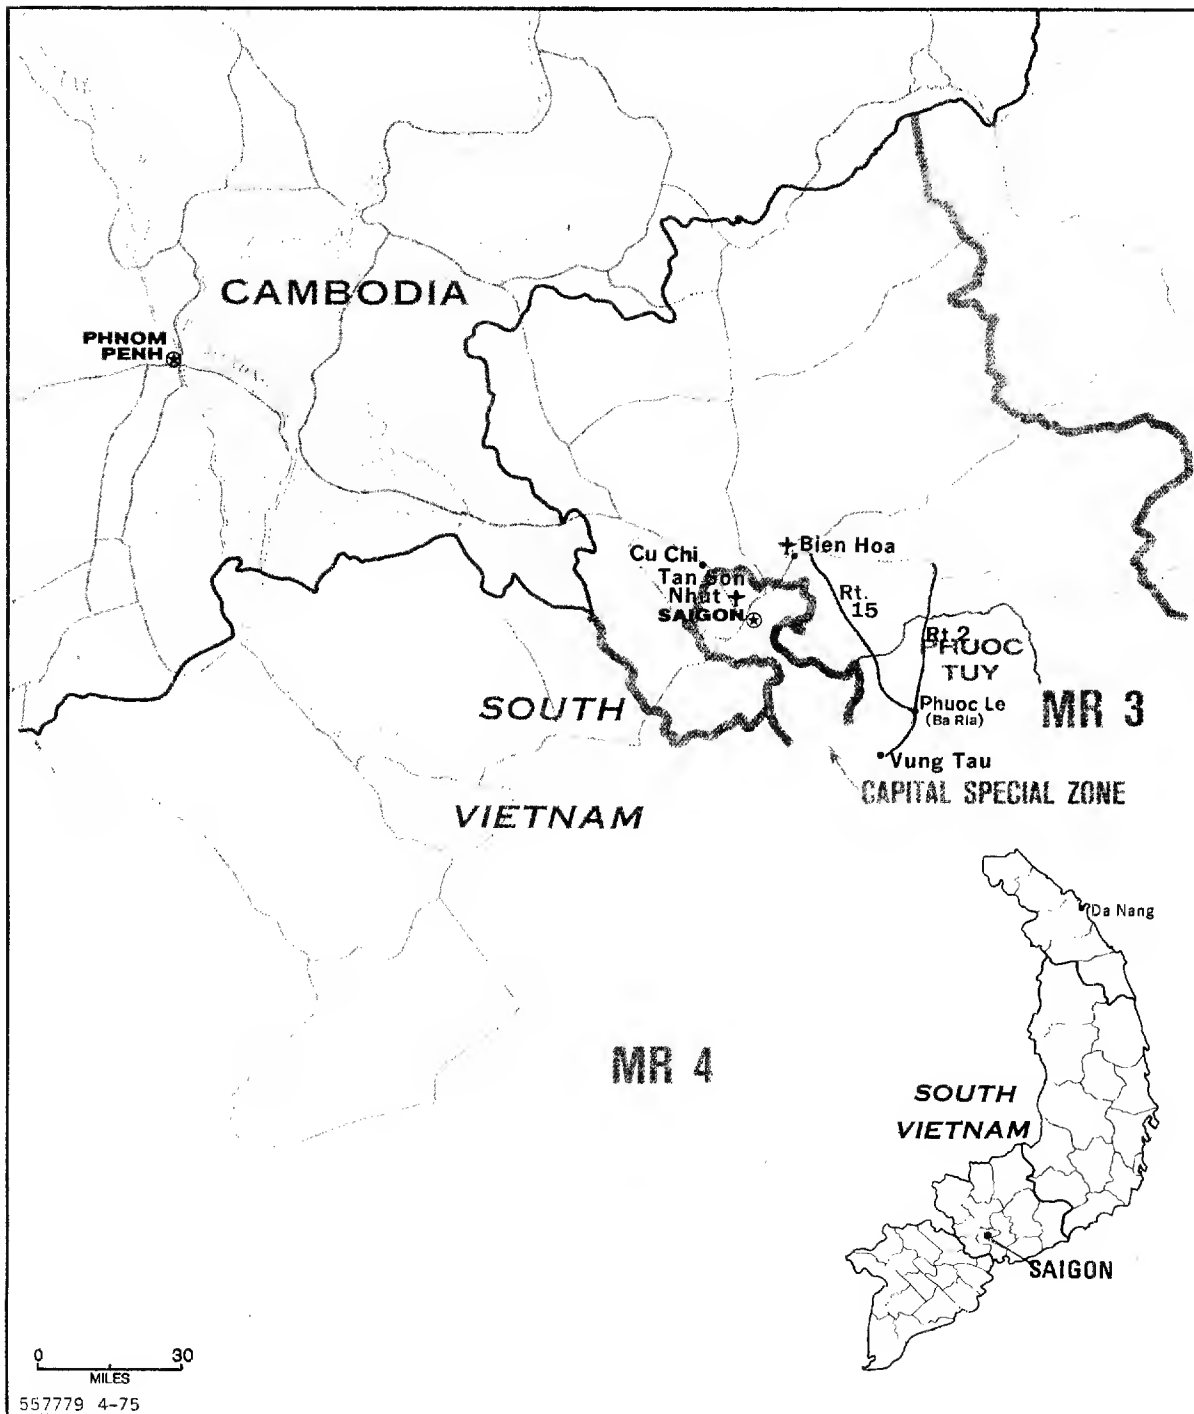 CAMBODIA
PHNOM
PENH
Bien Hoa
Cu Chi
Tan Son
Nhut
SAIGON
Rt.
15
Rt. 2
PHUOC
TUY
Phuoc Le
(Ba Ria)
MR 3
SOUTH
VIETNAM
Vung Tau
CAPITAL SPECIAL ZONE
Da Nang
MR 4
SOUTH
VIETNAM
SAIGON
0 30
MILES
557779 4-75